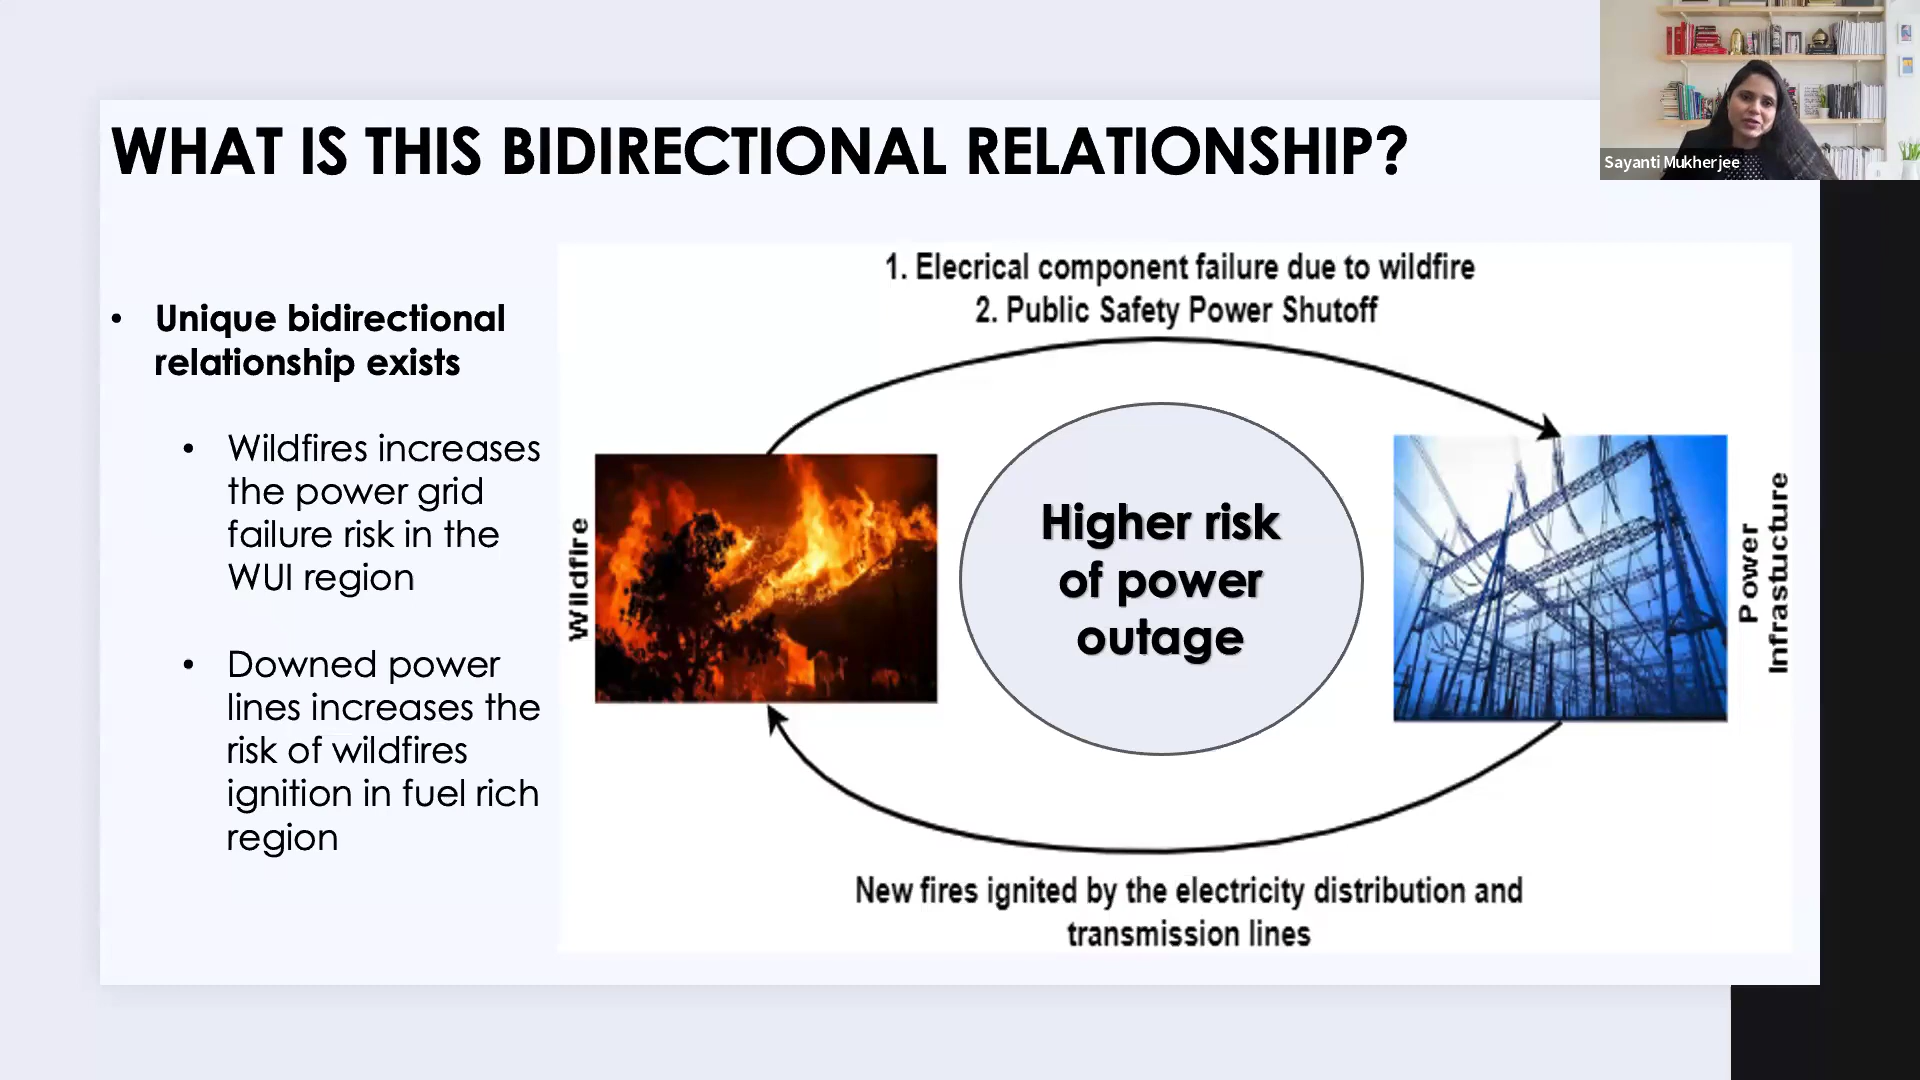 WHAT IS THIS BIDIRECTIONAL RELATIONSHIP?
Sayanti Mukherjee
• Unique bidirectional
relationship exists
• Wildfires increases
the power grid
failure risk in the
WUI region
• Downed power
lines increases the
risk of wildfires
ignition in fuel rich
region
1. Elecrical component failure due to wildfire
2. Public Safety Power Shutoff
Wildfire
Higher risk
of power
outage
Power
Infrasturcture
New fires ignited by the electricity distribution and
transmission lines